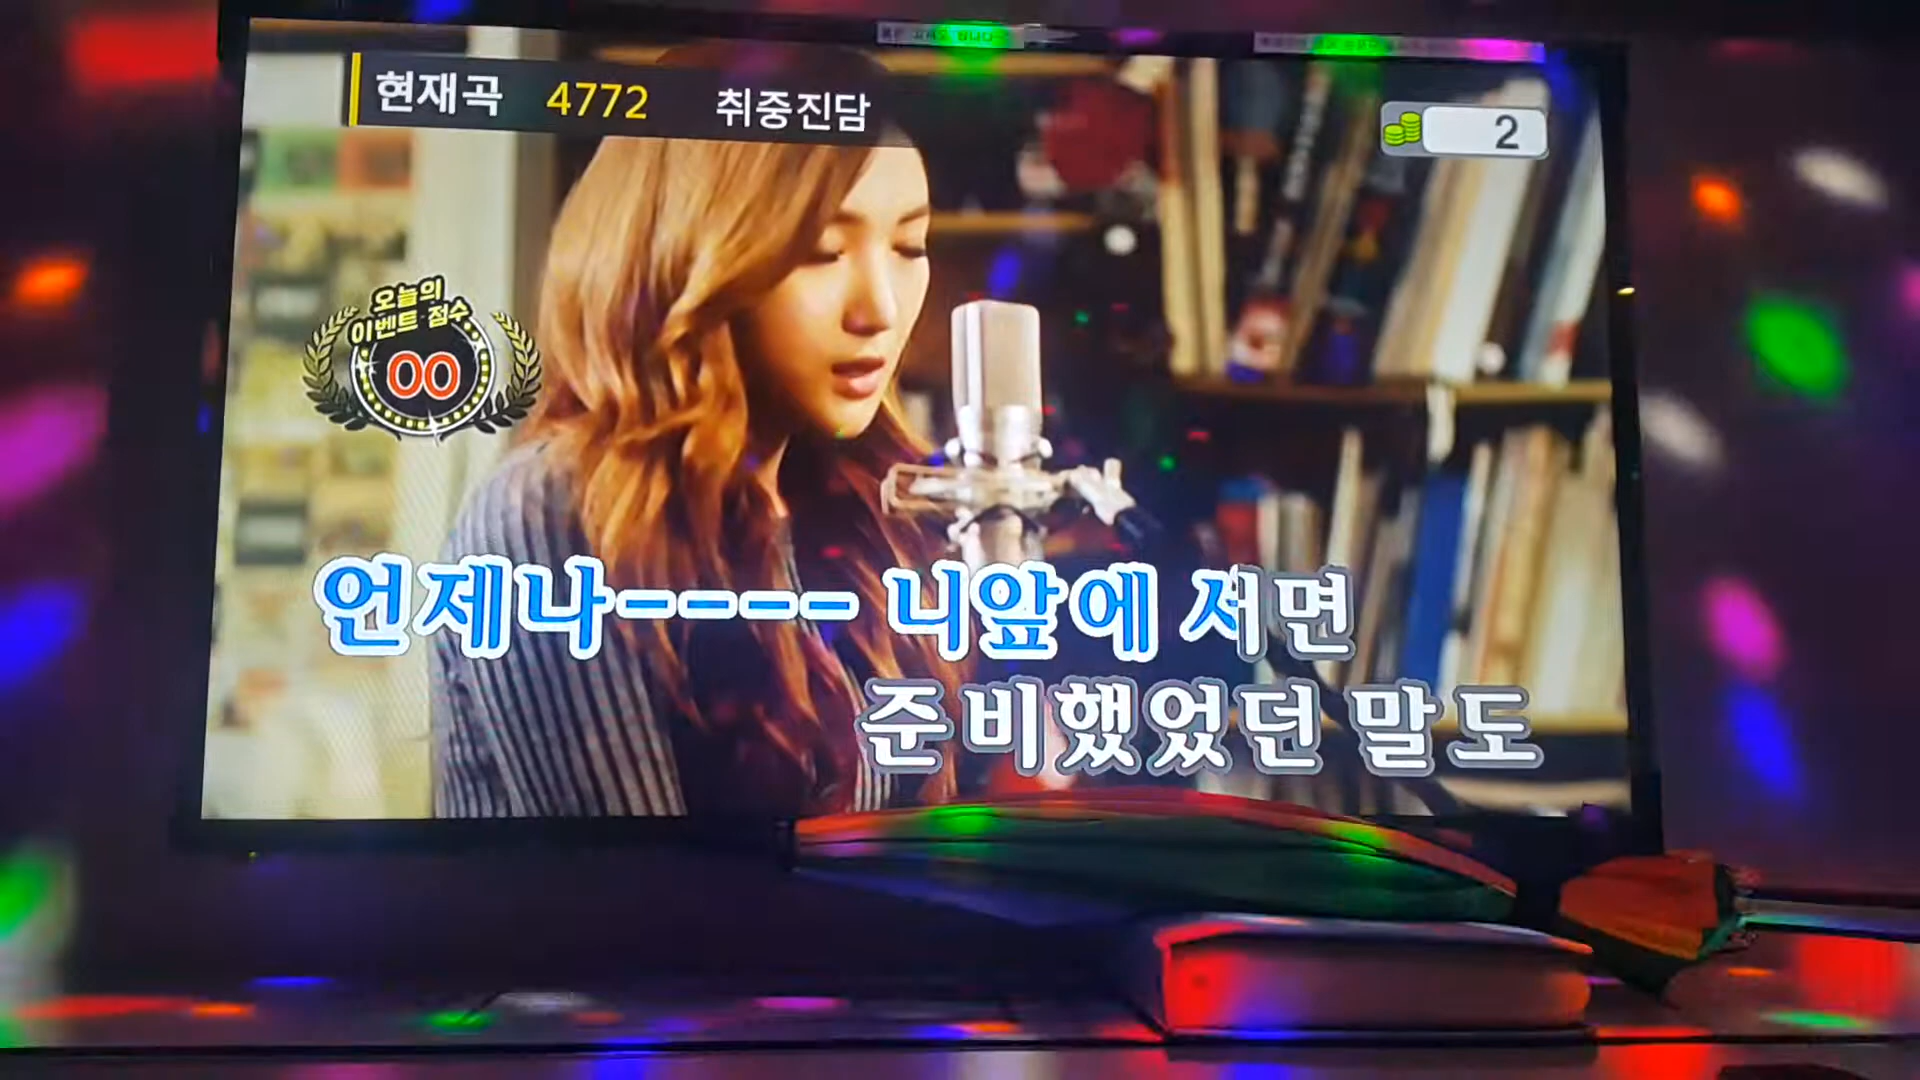 현재곡 4772 취중진담
2
오늘의
이벤트 점수
00
언제나---- 니앞에 서면
준비했었던 말도